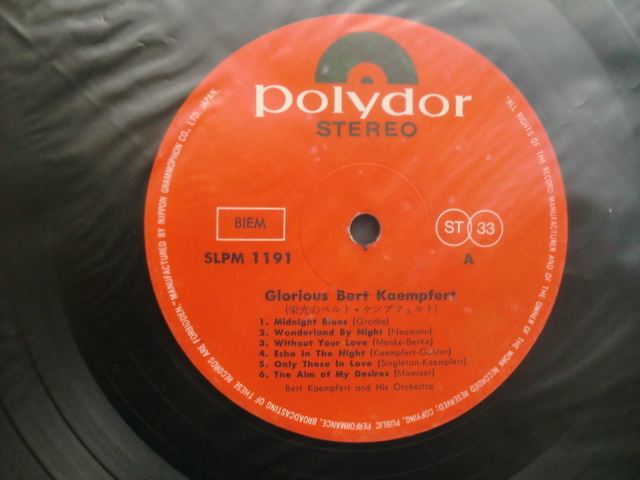 polydor
STEREO
BIEM
ST 33
SLPM 1191
A
Glorious Bert Kaempfert
(栄光のベルト・ケンプフェルト)
1. Midnight Blues (Grothe)
2. Wonderland By Night (Neumann)
3. Without Your Love (Menke-Bertie)
4. Echo In The Night (Kaempfert-Gabler)
5. Only Those In Love (Singleton-Kaempfert)
6. The Aim of My Desires (Moesser)
Bert Kaempfert and His Orchestra
"MANUFACTURED BY NIPPON GRAMMOPHON CO., LTD. JAPAN.
"ALL RIGHTS OF THE RECORD MANUFACTURER AND OF THE OWNER OF THE WORK RECORDED RESERVED; COPYING, PUBLIC PERFORMANCE, BROADCASTING OF THESE RECORDS ARE FORBIDDEN"